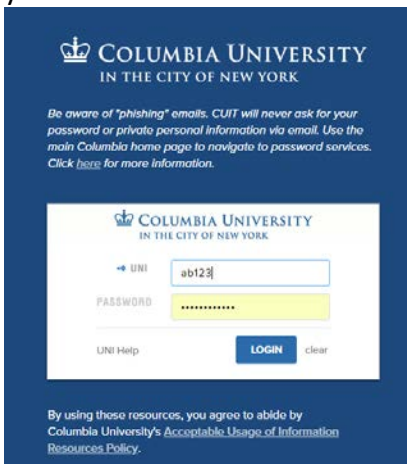 COLUMBIA UNIVERSITY
IN THE CITY OF NEW YORK
Be aware of "phishing" emails. CUIT will never ask for your
password or private personal information via email. Use the
main Columbia home page to navigate to password services.
Click here for more information.
COLUMBIA UNIVERSITY
IN THE CITY OF NEW YORK
UNI
ab123
PASSWORD
••••••••••••
UNI Help
LOGIN
clear
By using these resources, you agree to abide by
Columbia University's Acceptable Usage of Information
Resources Policy.